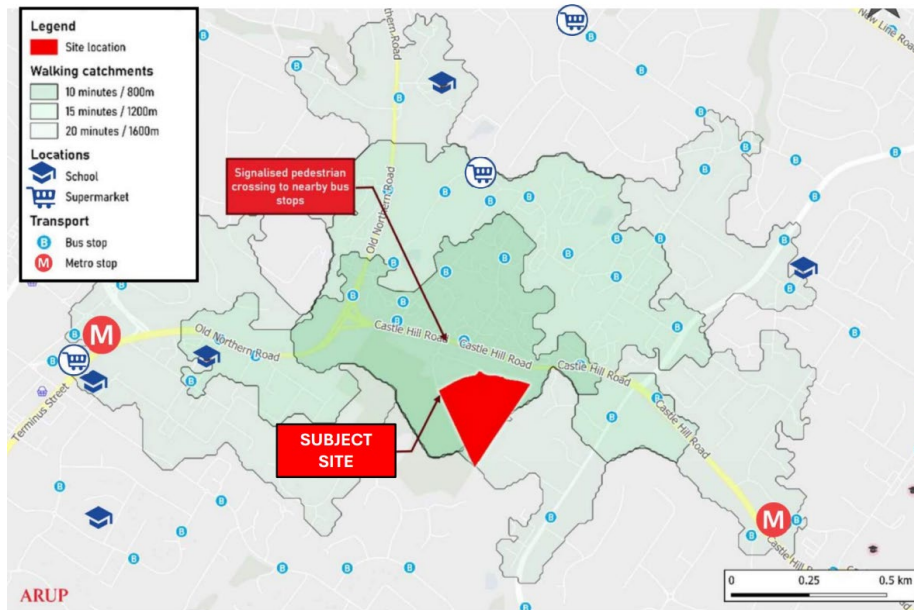 Legend
Site location
Walking catchments
10 minutes / 800m
15 minutes / 1200m
20 minutes / 1600m
Locations
School
Supermarket
Transport
B Bus stop
M Metro stop
Northern Road
New Line Road
Signalised pedestrian
crossing to nearby bus
stops
Old Northern Road
Castle Hill Road
Castle Hill Road
Castle Hill Road
Castle Hill Road
Old Northern Road
M
Terminus Street
SUBJECT
SITE
M
Castle Hill Road
ARUP
0 0.25 0.5 km